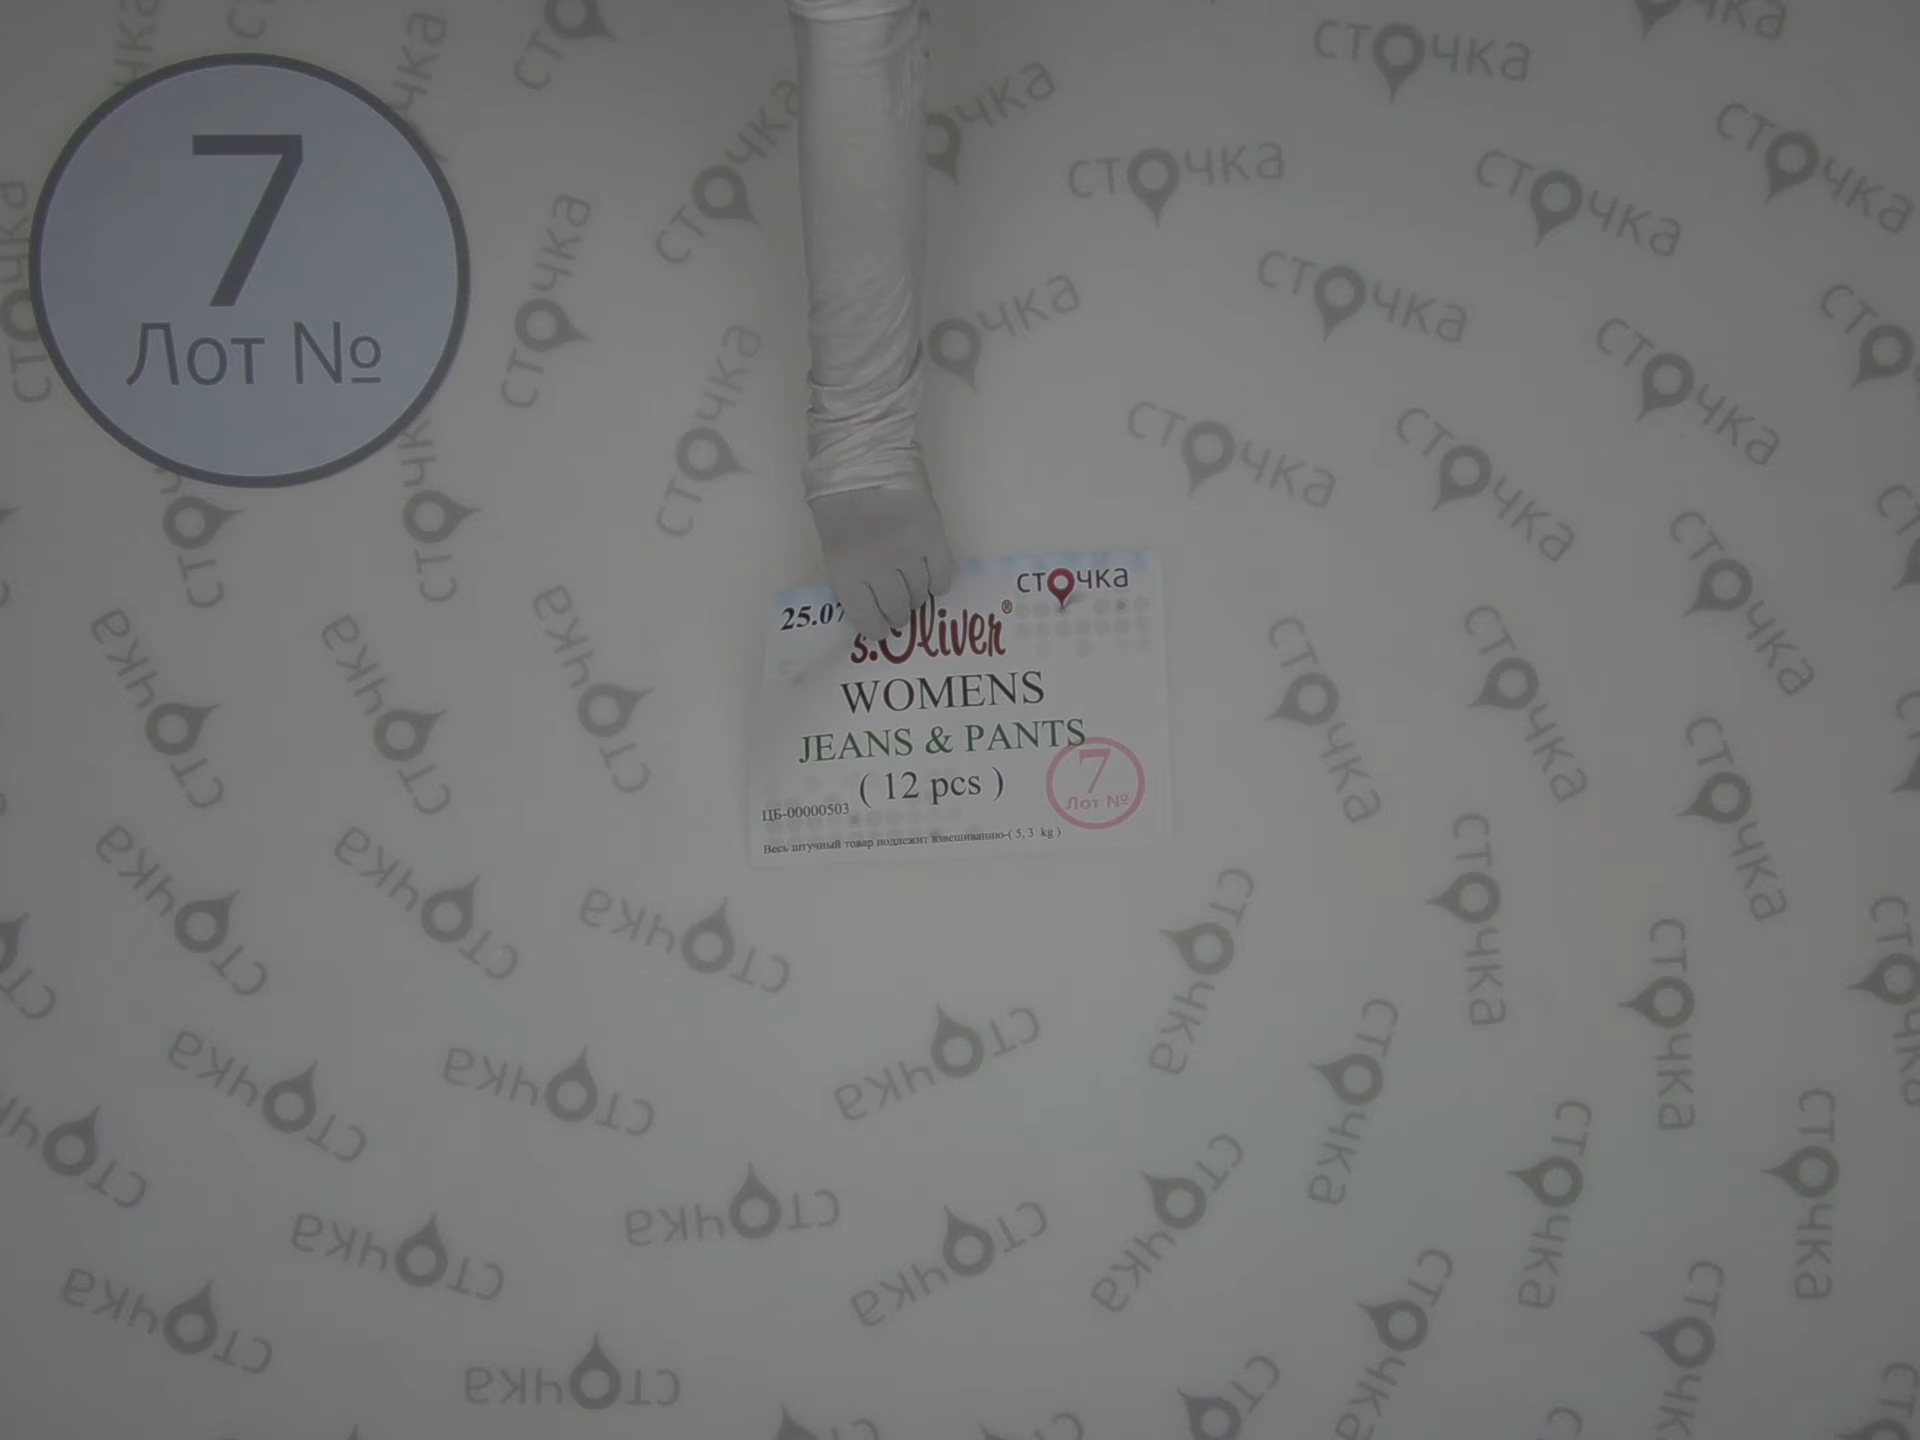 7
Лот №
сточка
25.07
s.Oliver®
WOMENS
JEANS & PANTS
( 12 pcs )
7
Лот №
ЦБ-00000503
Весь штучный товар подлежит взвешиванию-( 5, 3 kg )